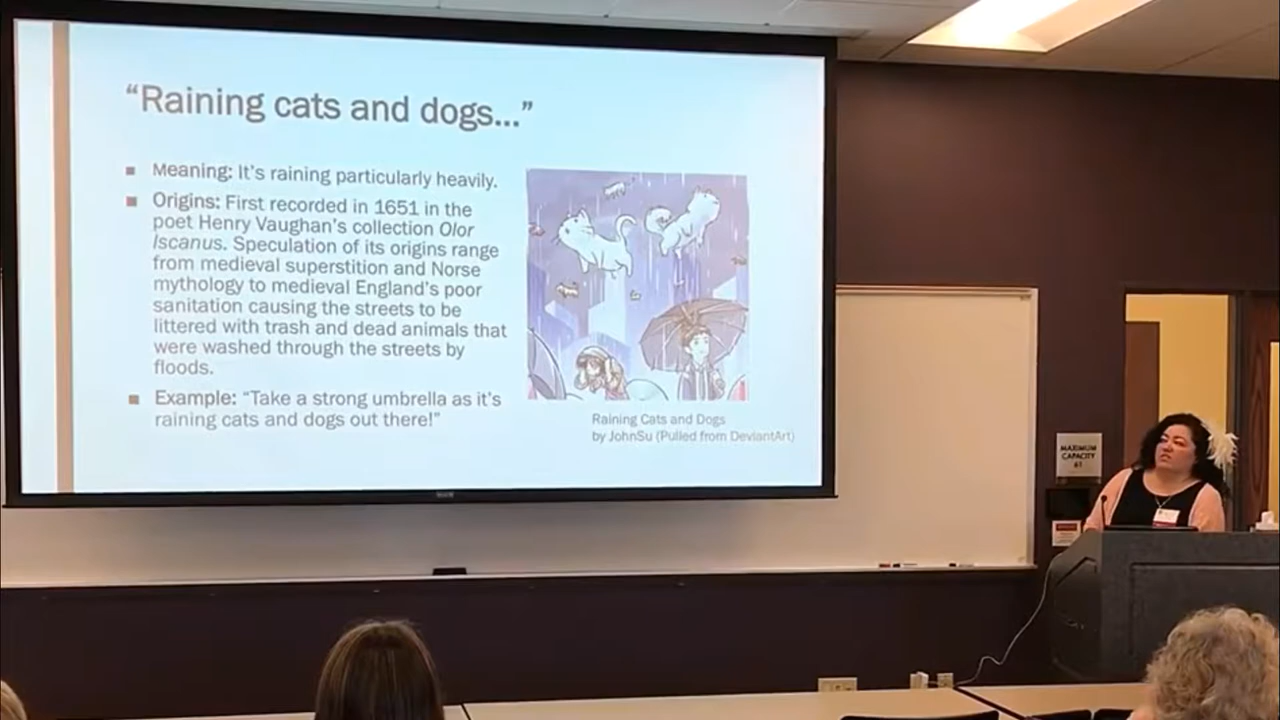 “Raining cats and dogs...”
■ Meaning: It’s raining particularly heavily.
■ Origins: First recorded in 1651 in the
poet Henry Vaughan’s collection Olor
Iscanus. Speculation of its origins range
from medieval superstition and Norse
mythology to medieval England’s poor
sanitation causing the streets to be
littered with trash and dead animals that
were washed through the streets by
floods.
■ Example: “Take a strong umbrella as it’s
raining cats and dogs out there!”
Raining Cats and Dogs
by JohnSu (Pulled from DeviantArt)
MAXIMUM
CAPACITY
61